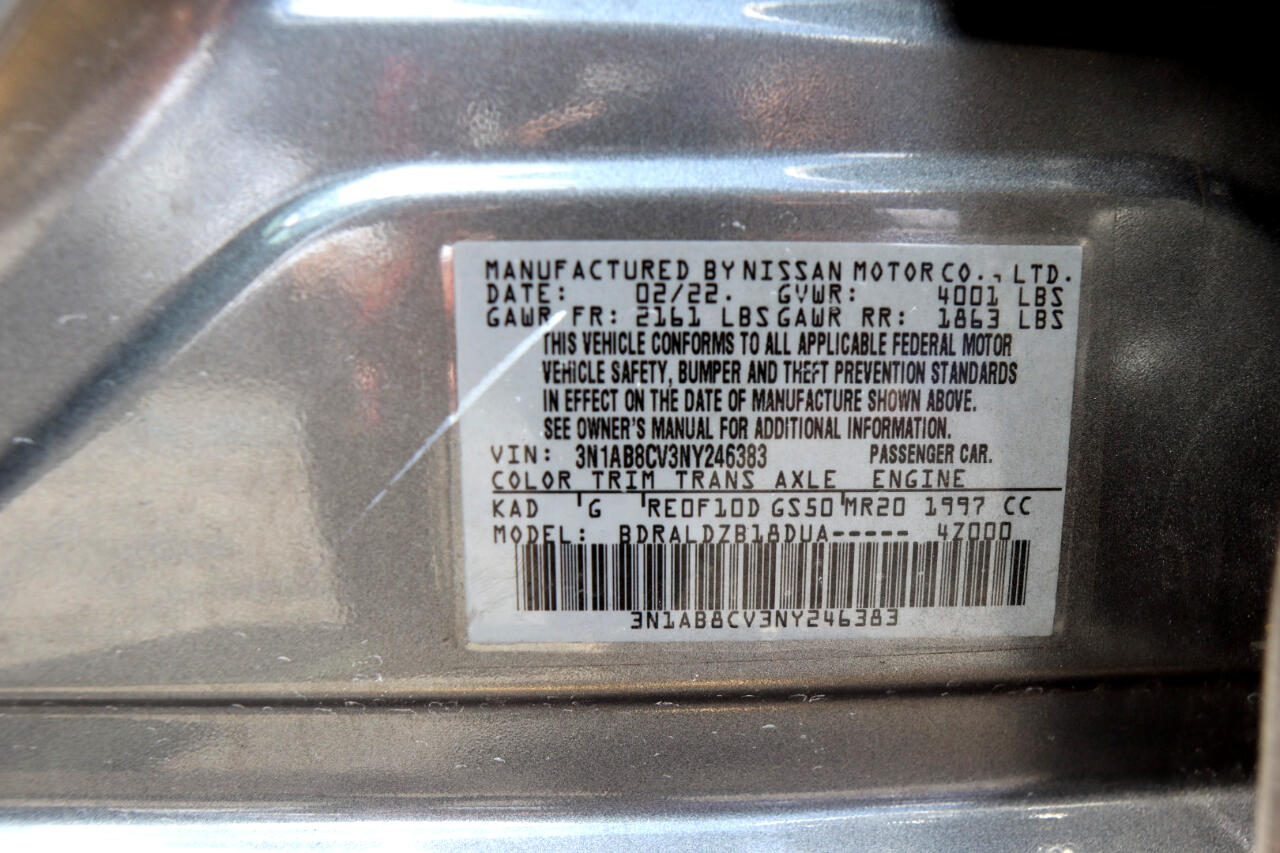 MANUFACTURED BY NISSAN MOTOR CO., LTD.
DATE: 02/22. GVWR: 4001 LBS
GAWR FR: 2161 LBS GAWR RR: 1863 LBS
THIS VEHICLE CONFORMS TO ALL APPLICABLE FEDERAL MOTOR
VEHICLE SAFETY, BUMPER AND THEFT PREVENTION STANDARDS
IN EFFECT ON THE DATE OF MANUFACTURE SHOWN ABOVE.
SEE OWNER'S MANUAL FOR ADDITIONAL INFORMATION.
VIN: 3N1AB8CV3NY246383 PASSENGER CAR.
COLOR TRIM TRANS AXLE ENGINE
KAD G RE0F10D GS50 MR20 1997 CC
MODEL: BDRALDZB18DUA----- 4Z000
3N1AB8CV3NY246383